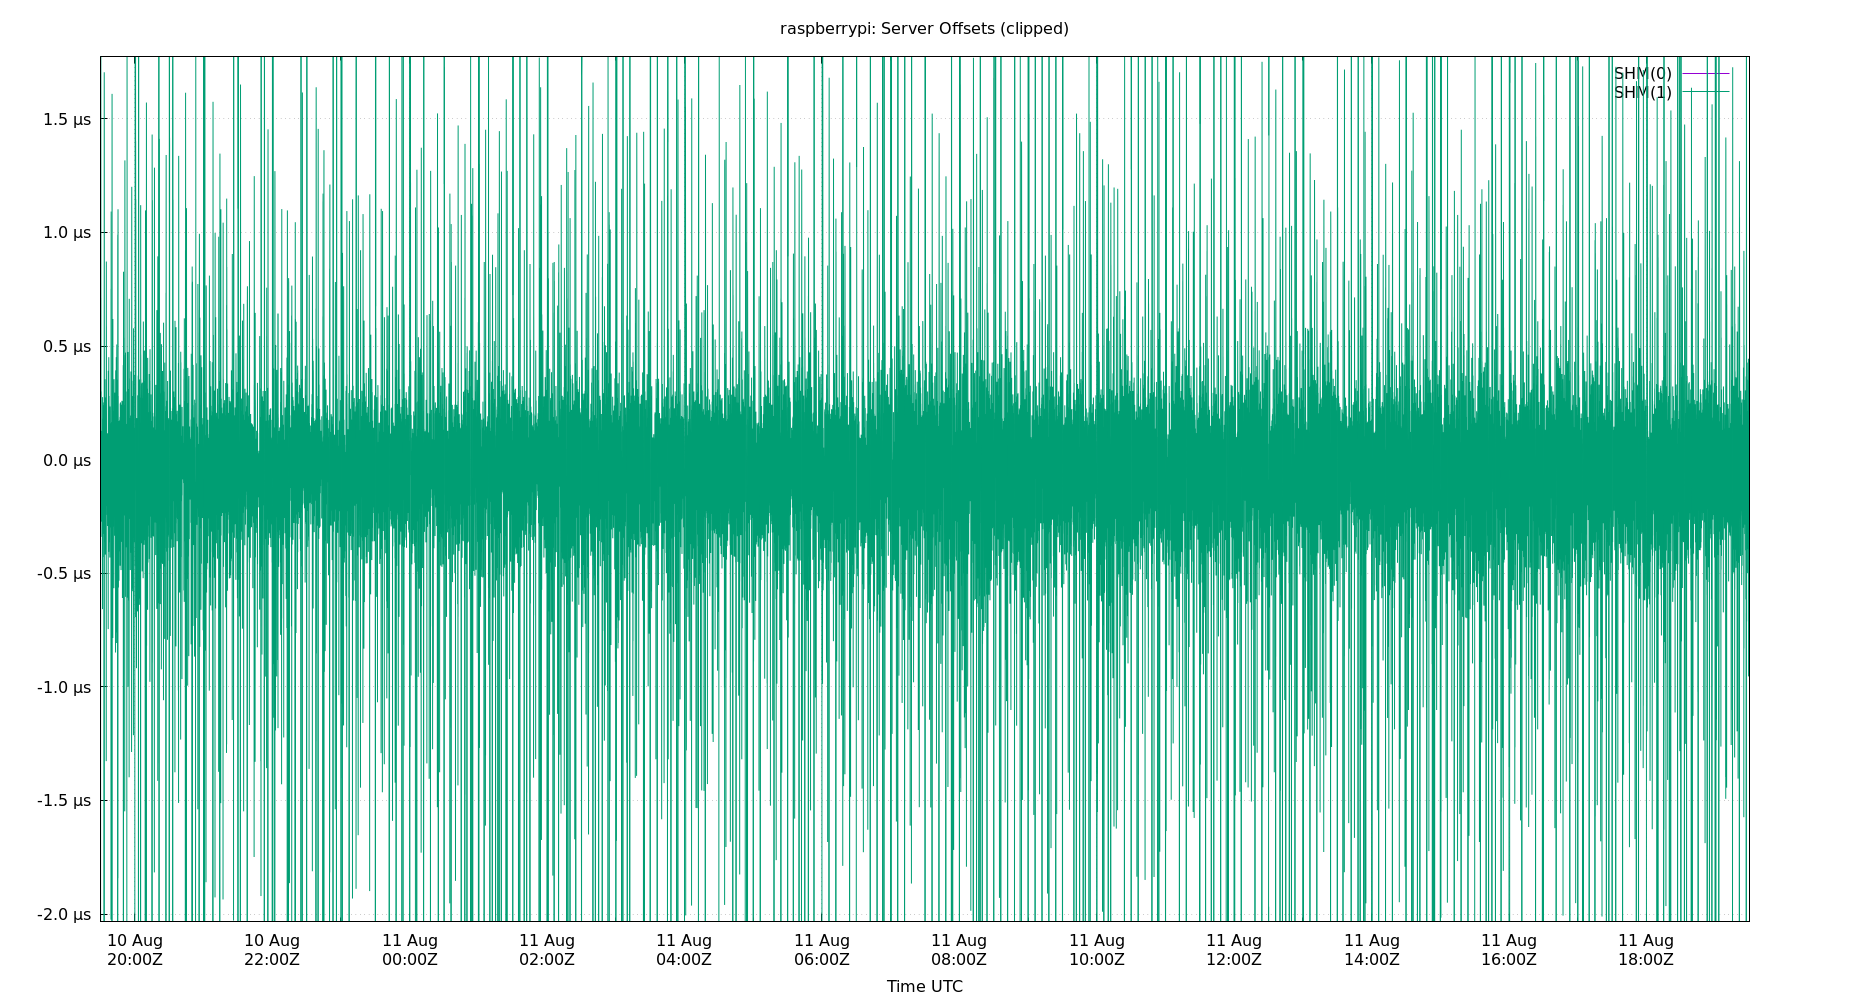 raspberrypi: Server Offsets (clipped)
SHM(0)
SHM(1)
1.5 µs
1.0 µs
0.5 µs
0.0 µs
-0.5 µs
-1.0 µs
-1.5 µs
-2.0 µs
10 Aug 10 Aug 11 Aug 11 Aug 11 Aug 11 Aug 11 Aug 11 Aug 11 Aug 11 Aug 11 Aug 11 Aug
20:00Z 22:00Z 00:00Z 02:00Z 04:00Z 06:00Z 08:00Z 10:00Z 12:00Z 14:00Z 16:00Z 18:00Z
Time UTC